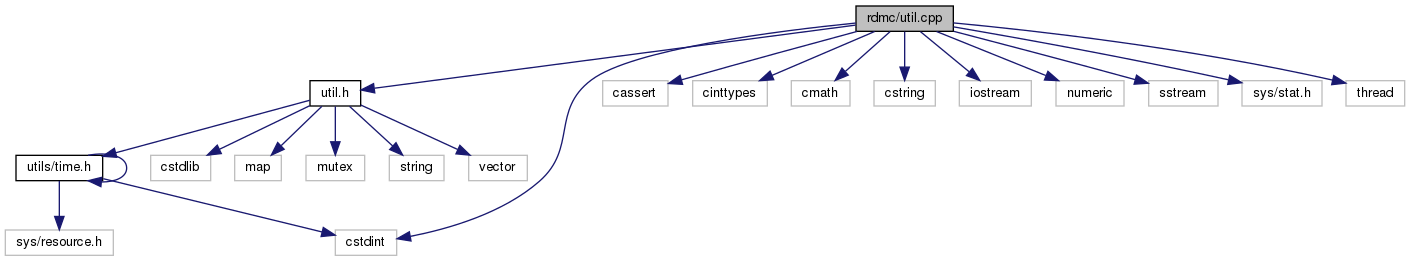 rdmc/util.cpp
util.h
cassert
cinttypes
cmath
cstring
iostream
numeric
sstream
sys/stat.h
thread
utils/time.h
cstdlib
map
mutex
string
vector
sys/resource.h
cstdint